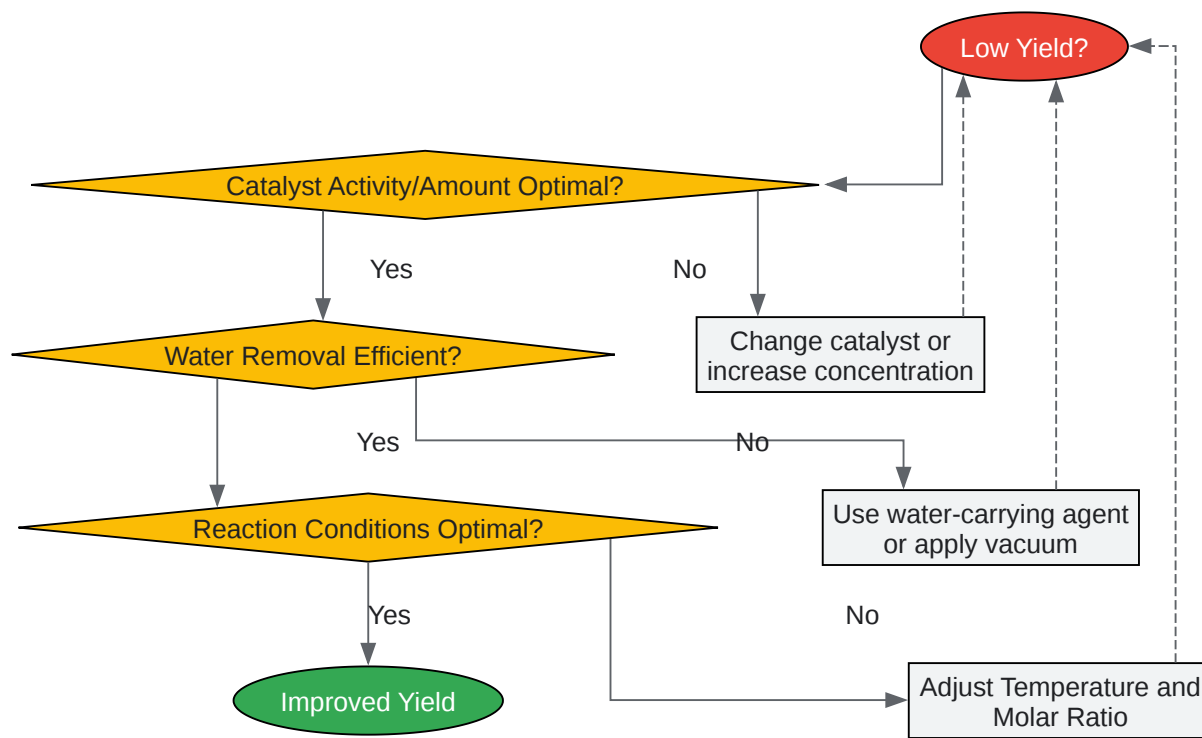 Low Yield?
Catalyst Activity/Amount Optimal?
Yes
No
Change catalyst or
increase concentration
Water Removal Efficient?
Yes
No
Use water-carrying agent
or apply vacuum
Reaction Conditions Optimal?
Yes
No
Improved Yield
Adjust Temperature and
Molar Ratio